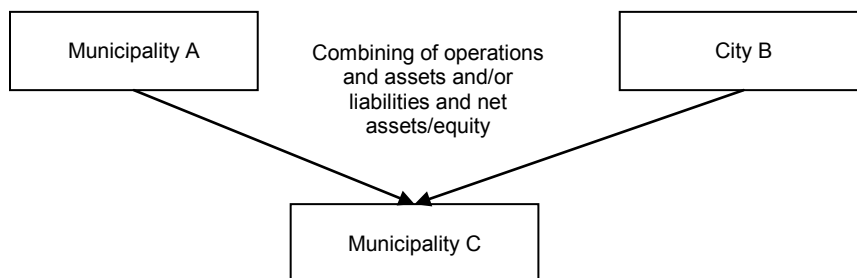 Municipality A
Combining of operations
and assets and/or
liabilities and net
assets/equity
City B
Municipality C